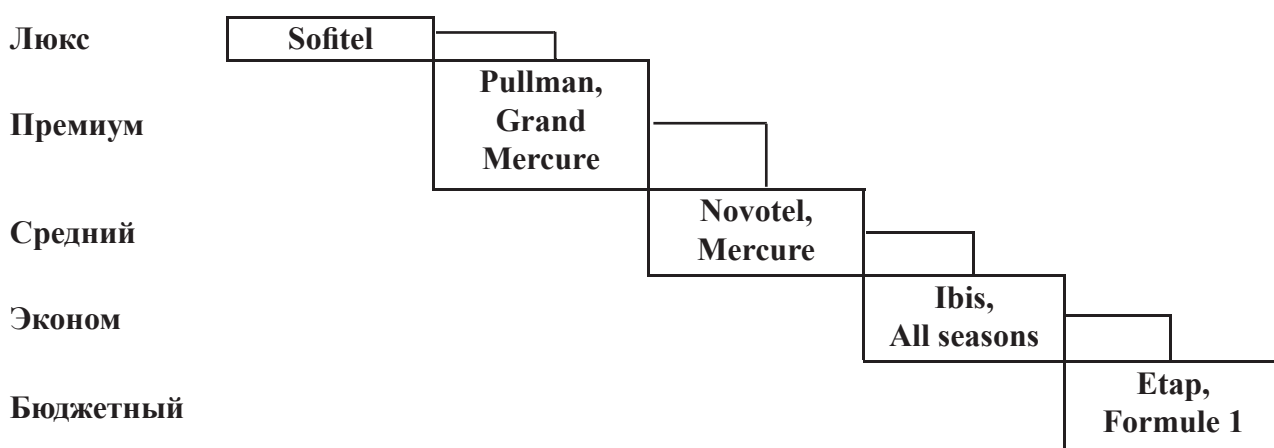 Люкс
Sofitel
Премиум
Pullman,
Grand
Mercure
Средний
Novotel,
Mercure
Эконом
Ibis,
All seasons
Бюджетный
Etap,
Formule 1